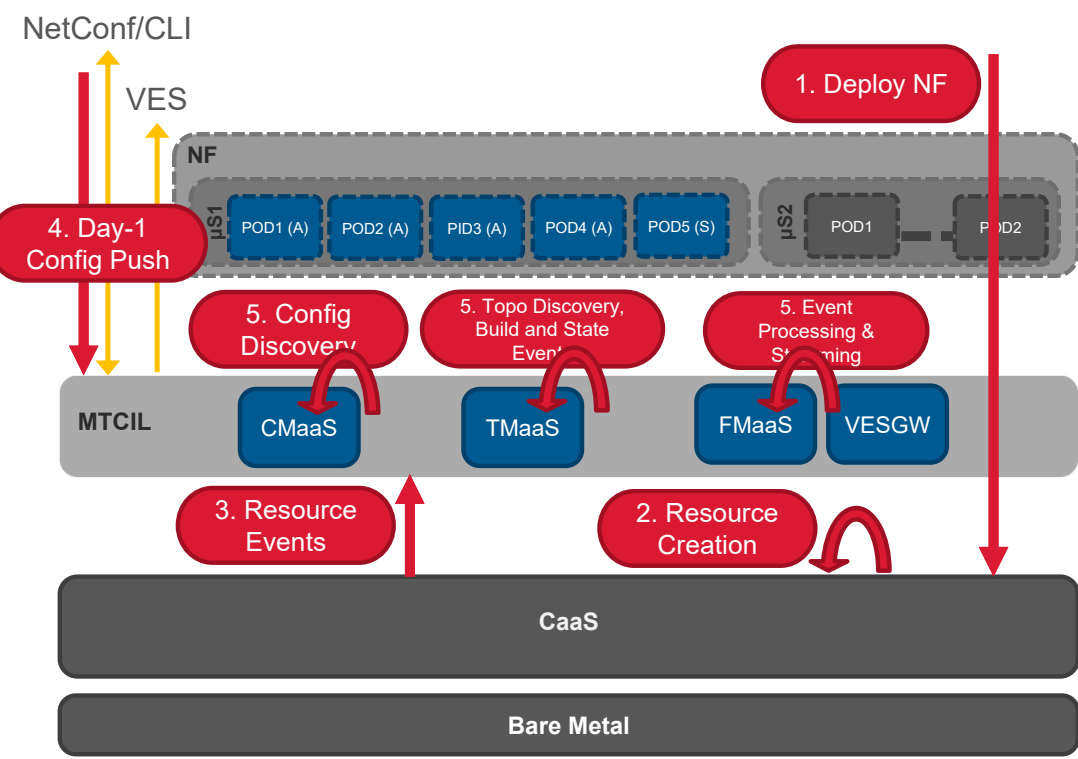 NetConf/CLI
VES
1. Deploy NF
NF
µS1
POD1 (A)
POD2 (A)
PID3 (A)
POD4 (A)
POD5 (S)
µS2
POD1
POD2
4. Day-1
Config Push
5. Config
Discovery
5. Topo Discovery,
Build and State
5. Event
Processing &
MTCIL
CMaaS
TMaaS
FMaaS
VESGW
3. Resource
Events
2. Resource
Creation
CaaS
Bare Metal